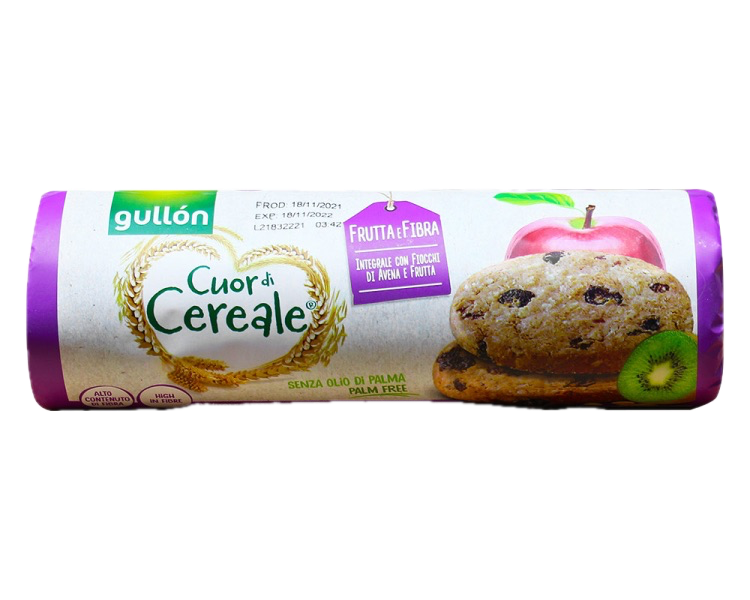 gullón
PROD: 18/11/2021
EXP: 18/11/2022
L21832221 03:42
FRUTTA E FIBRA
INTEGRALE CON FIOCCHI
DI AVENA E FRUTTA
Cuor di
Cereale®
SENZA OLIO DI PALMA
PALM FREE
ALTO
CONTENUTO
DI FIBRA
HIGH
IN FIBRE